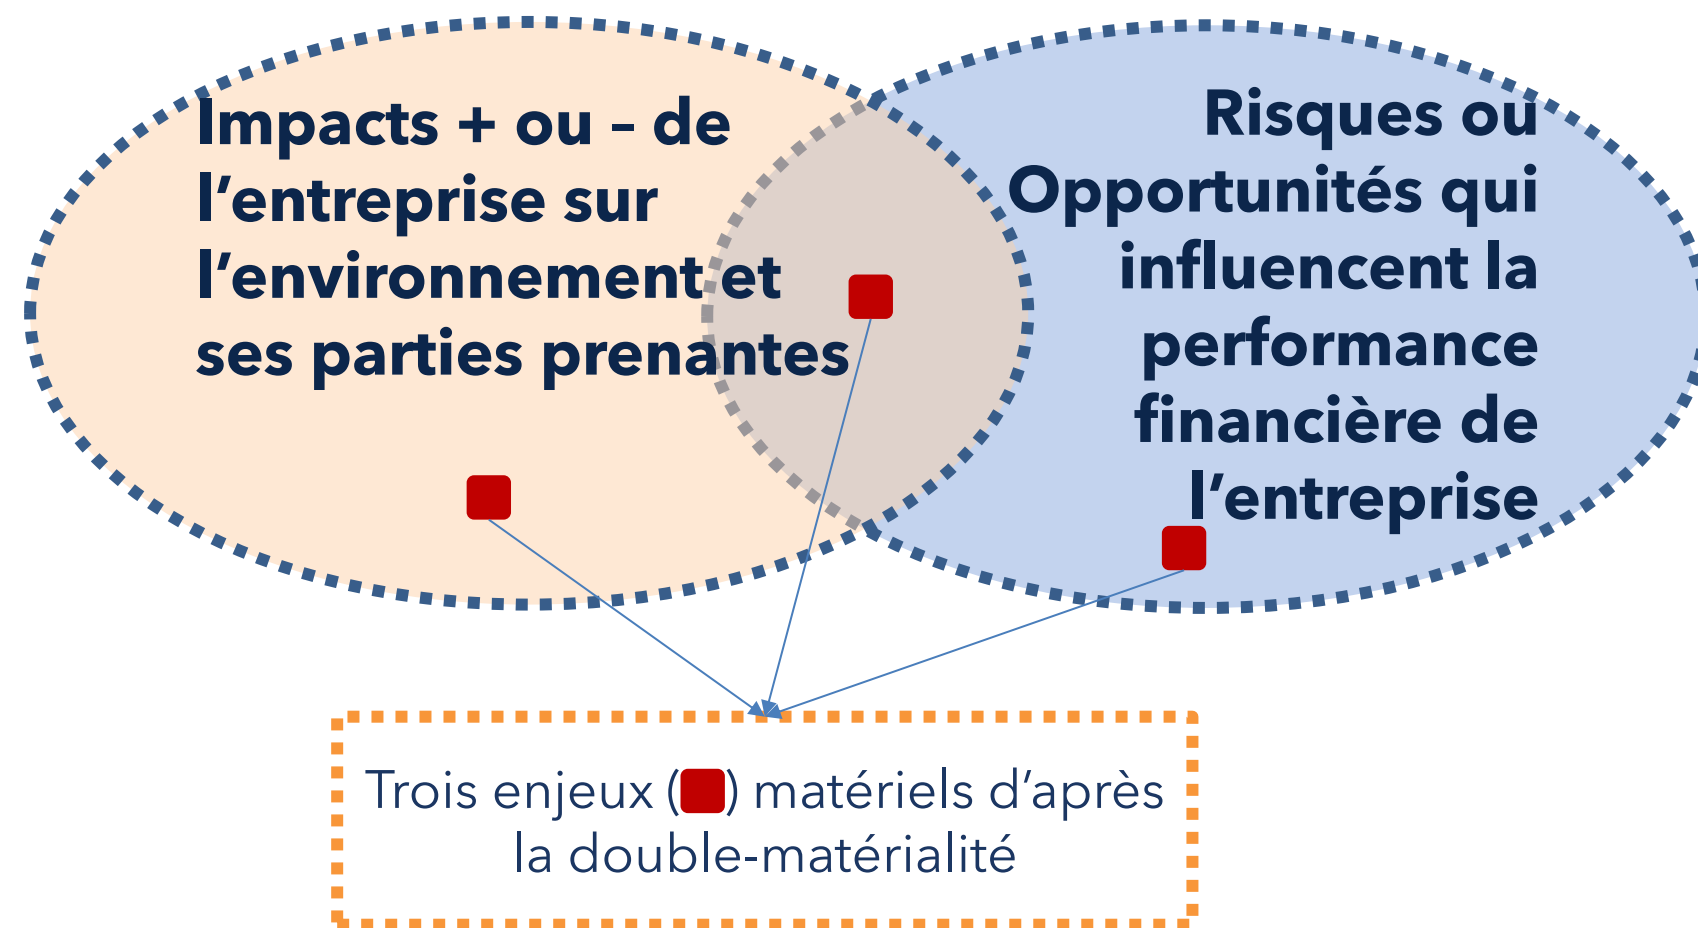 Impacts + ou – de
l’entreprise sur
l’environnement et
ses parties prenantes
Risques ou
Opportunités qui
influencent la
performance
financière de
l’entreprise
Trois enjeux () matériels d’après
la double-matérialité